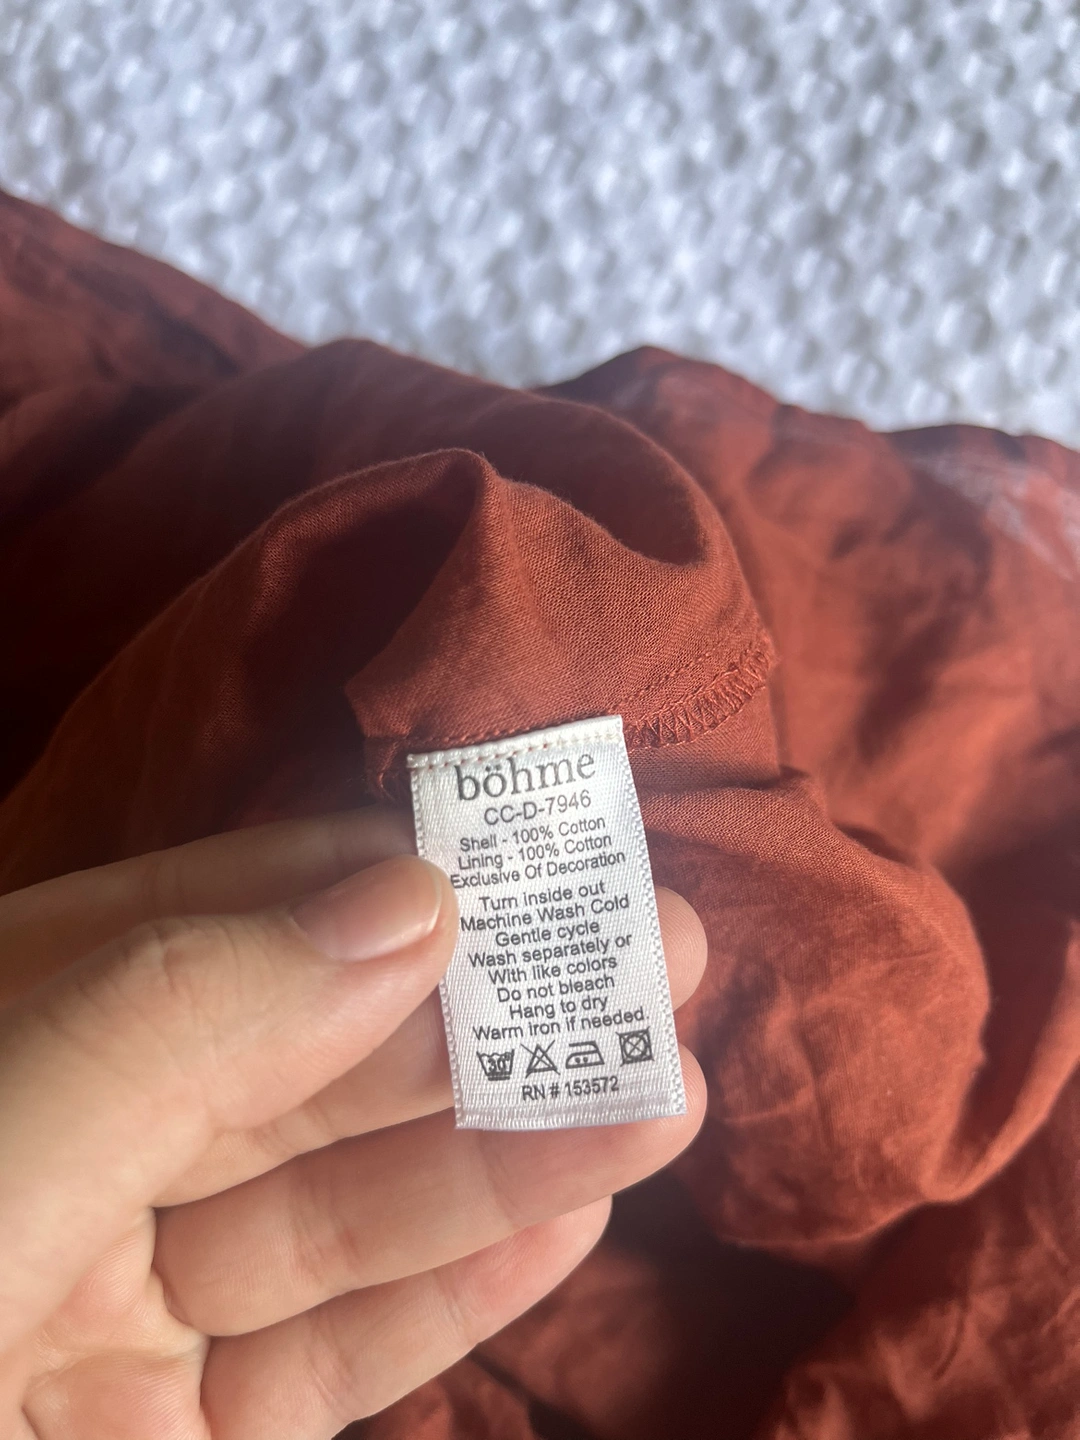 böhme
CC-D-7946
Shell - 100% Cotton
Lining - 100% Cotton
Exclusive Of Decoration
Turn inside out
Machine Wash Cold
Gentle cycle
Wash separately or
With like colors
Do not bleach
Hang to dry
Warm iron if needed
30°
RN # 153572